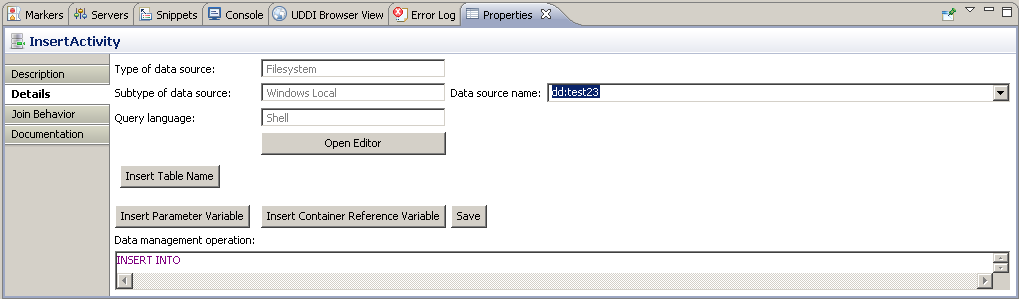 Markers Servers Snippets Console UDDI Browser View Error Log Properties
InsertActivity
Description
Details
Join Behavior
Documentation
Type of data source: Filesystem
Subtype of data source: Windows Local Data source name: dd:test23
Query language: Shell
Open Editor
Insert Table Name
Insert Parameter Variable Insert Container Reference Variable Save
Data management operation:
INSERT INTO